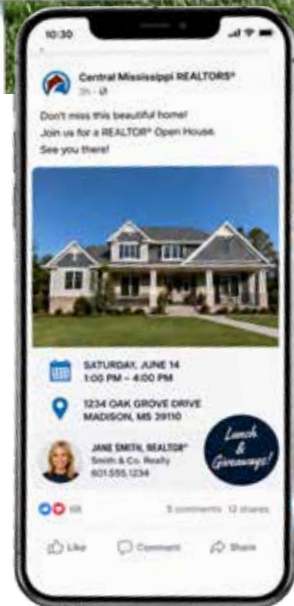 10:30
Central Mississippi REALTORS®
3h
Don't miss this beautiful home!
Join us for a REALTOR® Open House.
See you there!
SATURDAY, JUNE 14
1:00 PM – 4:00 PM
1234 OAK GROVE DRIVE
MADISON, MS 39110
JANE SMITH, REALTOR®
Smith & Co. Realty
601.555.1234
Lunch
&
Giveaways!
5 comments 12 shares
Like Comment Share